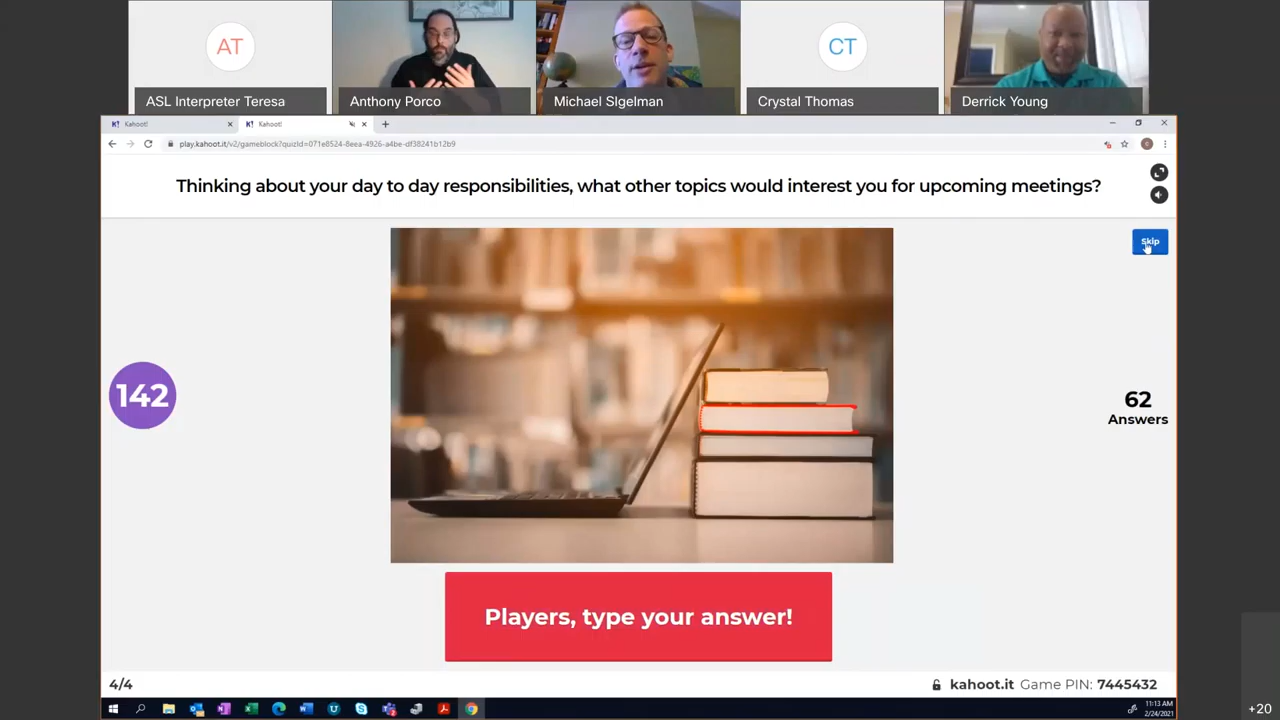 AT
CT
ASL Interpreter Teresa
Anthony Porco
Michael SIgelman
Crystal Thomas
Derrick Young
Kahoot!
Kahoot!
play.kahoot.it/v2/gameblock?quizId=071e8524-8eea-4926-a4be-df38241b12b9
Thinking about your day to day responsibilities, what other topics would interest you for upcoming meetings?
Skip
142
62
Answers
Players, type your answer!
4/4
kahoot.it Game PIN: 7445432
11:13 AM
2/24/2021
+20